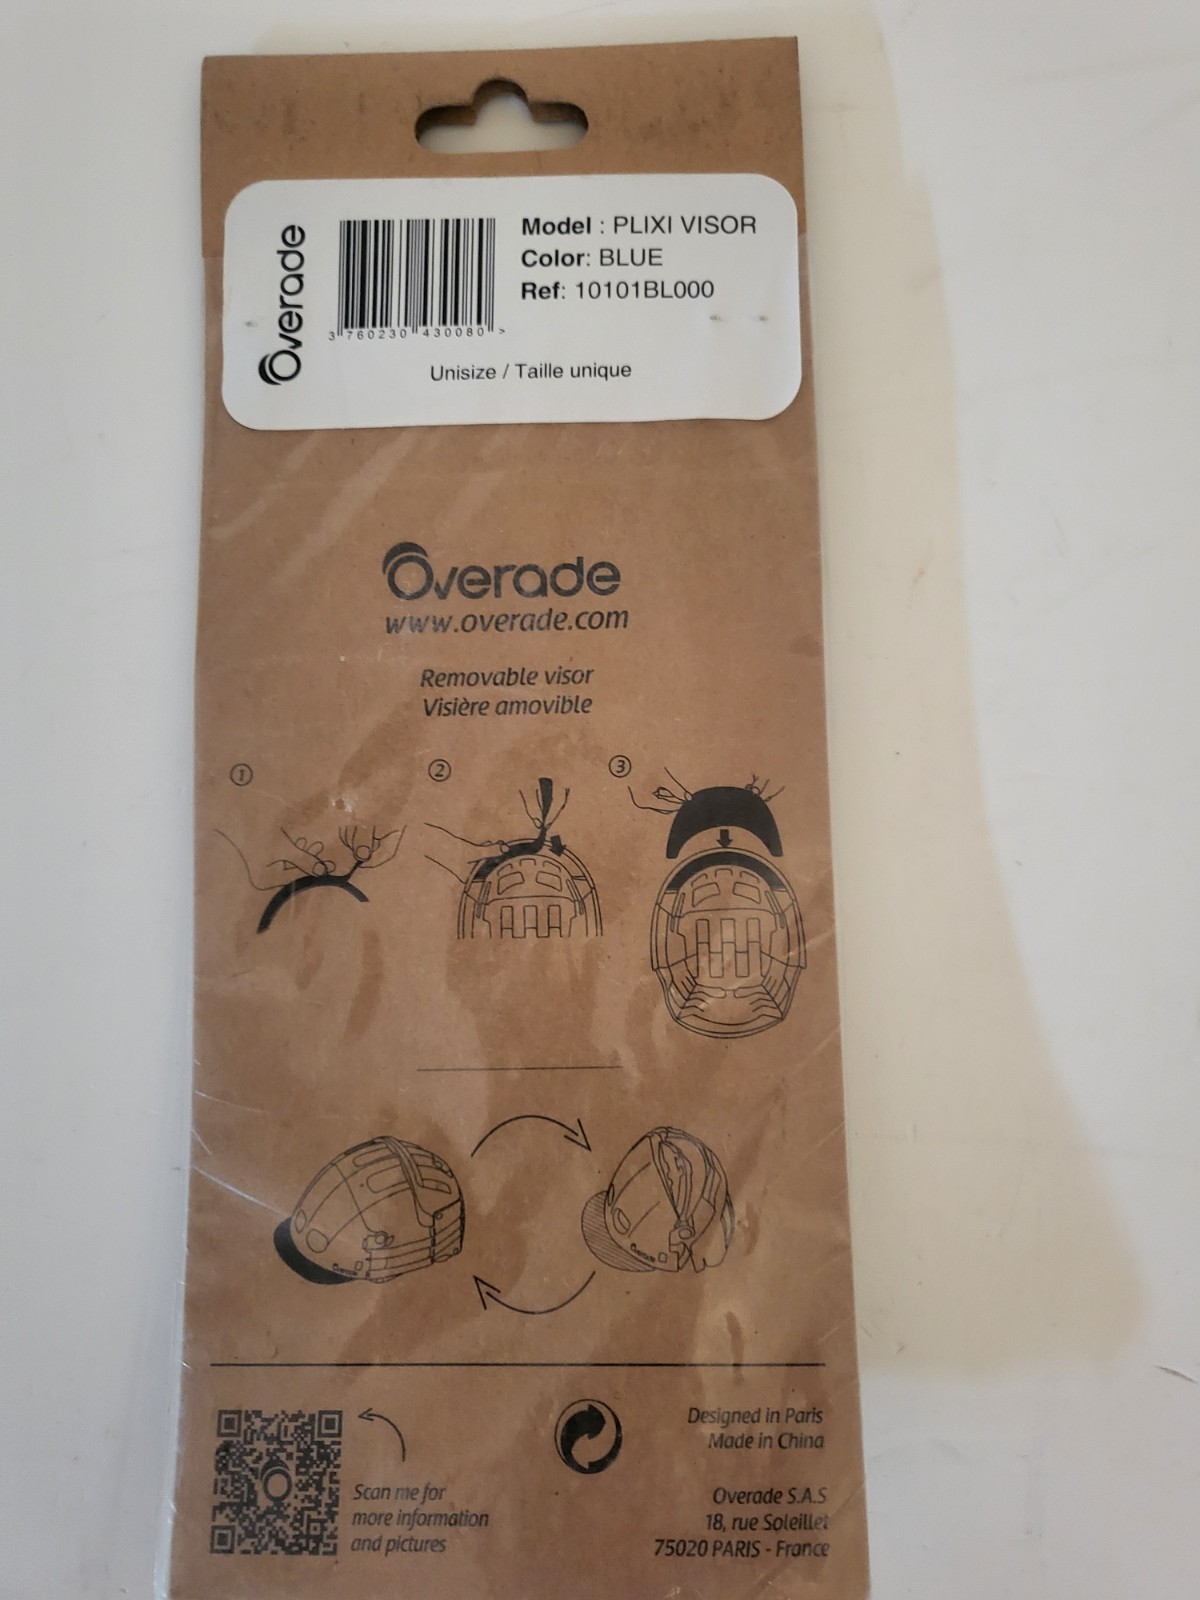 Overade
Model : PLIXI VISOR
Color: BLUE
Ref: 10101BL000
3 760230 430080 >
Unisize / Taille unique
Overade
www.overade.com
Removable visor
Visière amovible
1
2
3
Overade
Overade
Scan me for
more information
and pictures
Designed in Paris
Made in China
Overade S.A.S
18, rue Soleillet
75020 PARIS - France